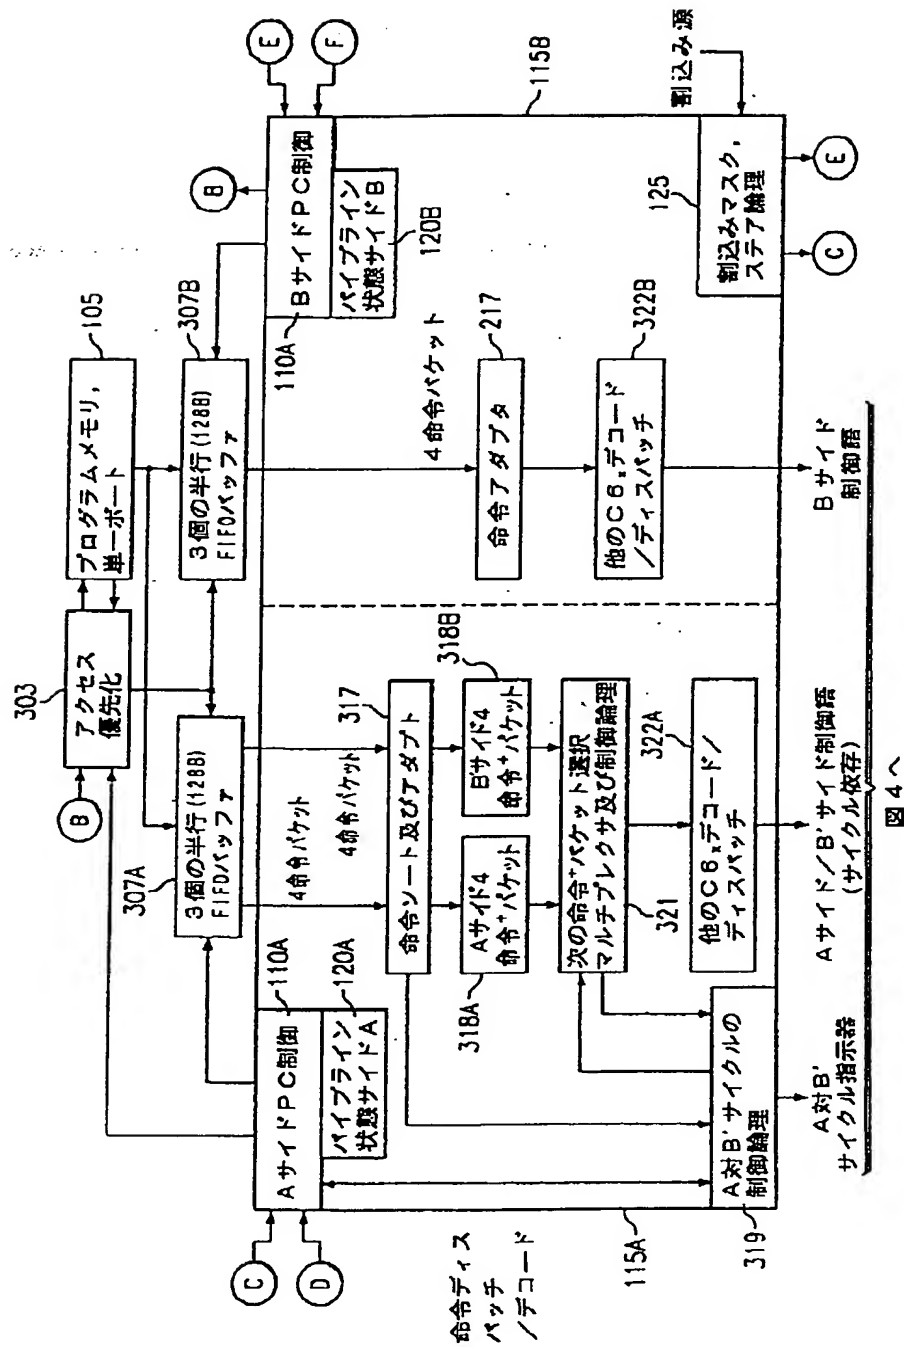 303
アクセス
優先化
105
プログラムメモリ,
単一ポート
B
307A
3個の半行(128B)
FIFOバッファ
307B
3個の半行(128B)
FIFOバッファ
B
E
F
C
D
AサイドPC制御
110A
パイプライン
状態サイドA
120A
4命令パケット
4命令パケット
110A
BサイドPC制御
パイプライン
状態サイドB
120B
115B
命令ディス
パッチ
/デコード
115A
命令ソート及びアダプト
317
4命令パケット
命令アダプタ
217
Aサイド4
命令+パケット
318A
B'サイド4
命令+パケット
318B
次の命令+パケット選択
マルチプレクサ及び制御論理
321
他のC6xデコード/
ディスパッチ
322A
他のC6xデコード
/ディスパッチ
322B
割込み源
125
割込みマスク,
ステア論理
C
E
A対B'サイクルの
制御論理
319
A対B'
サイクル指示器
Aサイド/B'サイド制御語
(サイクル依存)
Bサイド
制御語
図4へ